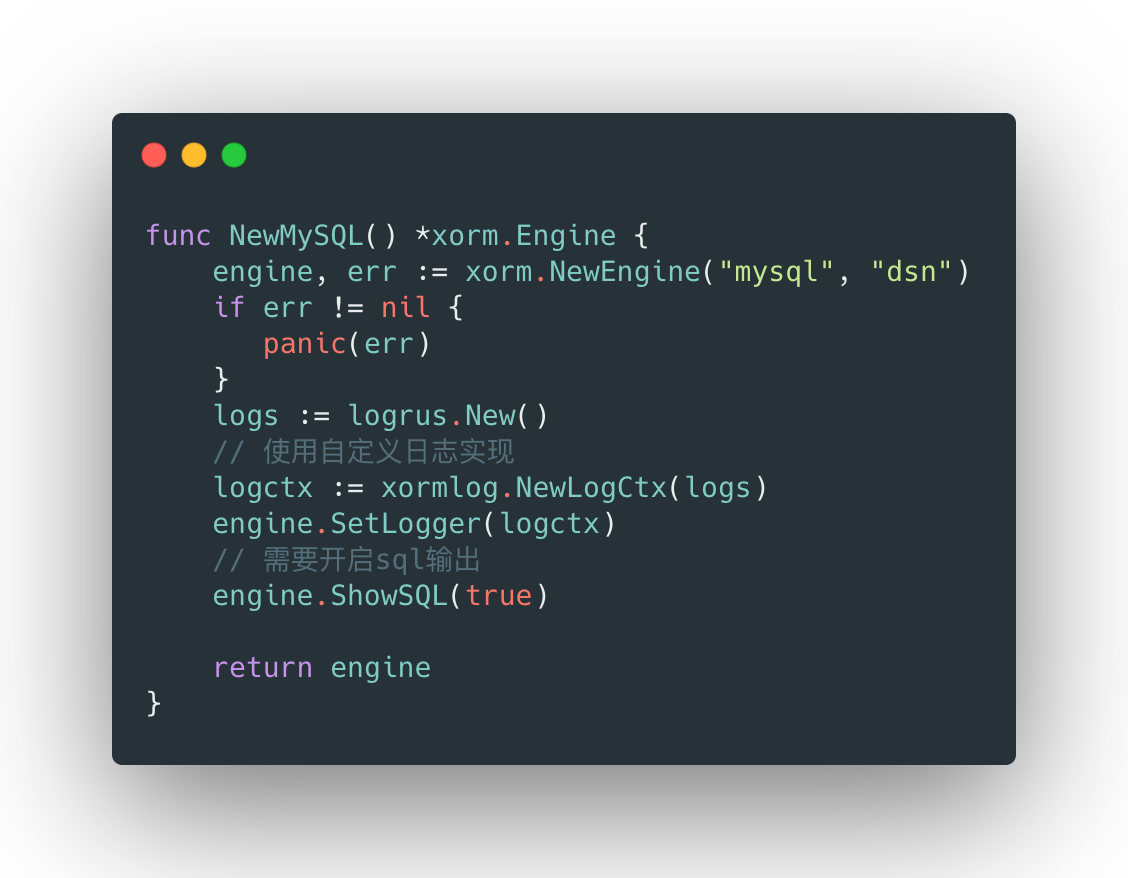 func NewMySQL() *xorm.Engine {
    engine, err := xorm.NewEngine("mysql", "dsn")
    if err != nil {
       panic(err)
    }
    logs := logrus.New()
    // 使用自定义日志实现
    logctx := xormlog.NewLogCtx(logs)
    engine.SetLogger(logctx)
    // 需要开启sql输出
    engine.ShowSQL(true)

    return engine
}